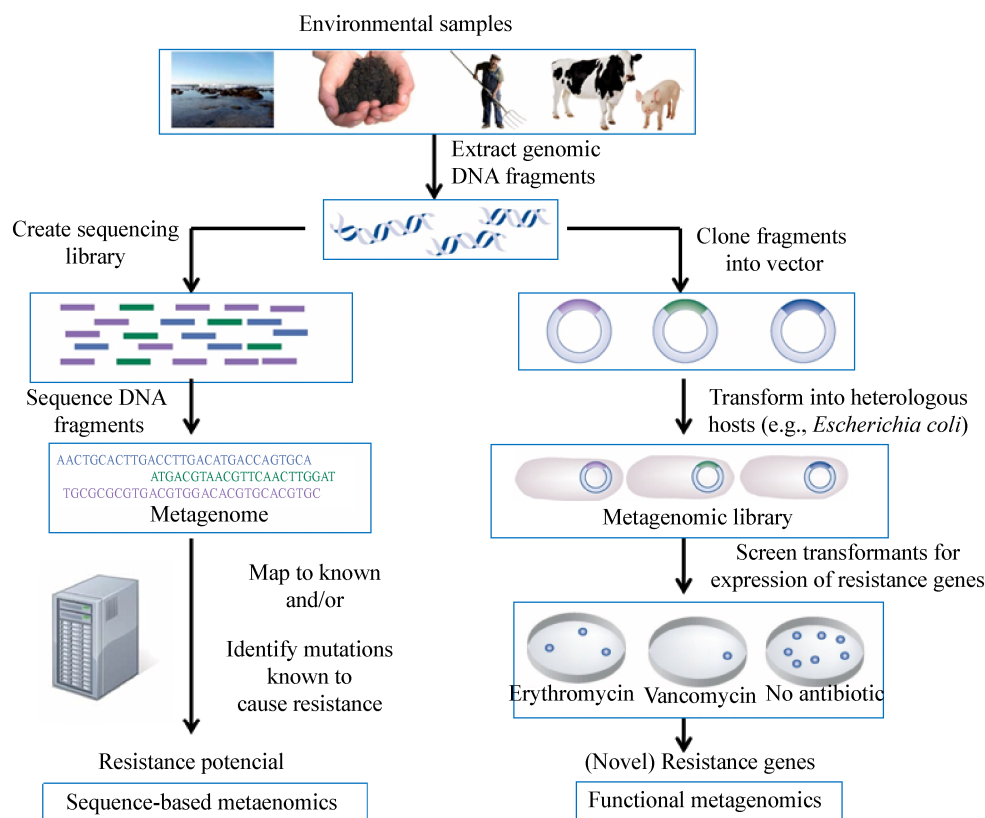 Environmental samples
Extract genomic
DNA fragments
Create sequencing
library
Clone fragments
into vector
Sequence DNA
fragments
Transform into heterologous
hosts (e.g., Escherichia coli)
AACTGCACTTGACCTTGACATGACCAGTGCA
ATGACGTAACGTTCAACTTGGAT
TGCGCGCGTGACGTGGACACGTGCACGTGC
Metagenome
Metagenomic library
Map to known
and/or
Identify mutations
known to
cause resistance
Screen transformants for
expression of resistance genes
Erythromycin
Vancomycin
No antibiotic
Resistance potencial
(Novel) Resistance genes
Sequence-based metaenomics
Functional metagenomics